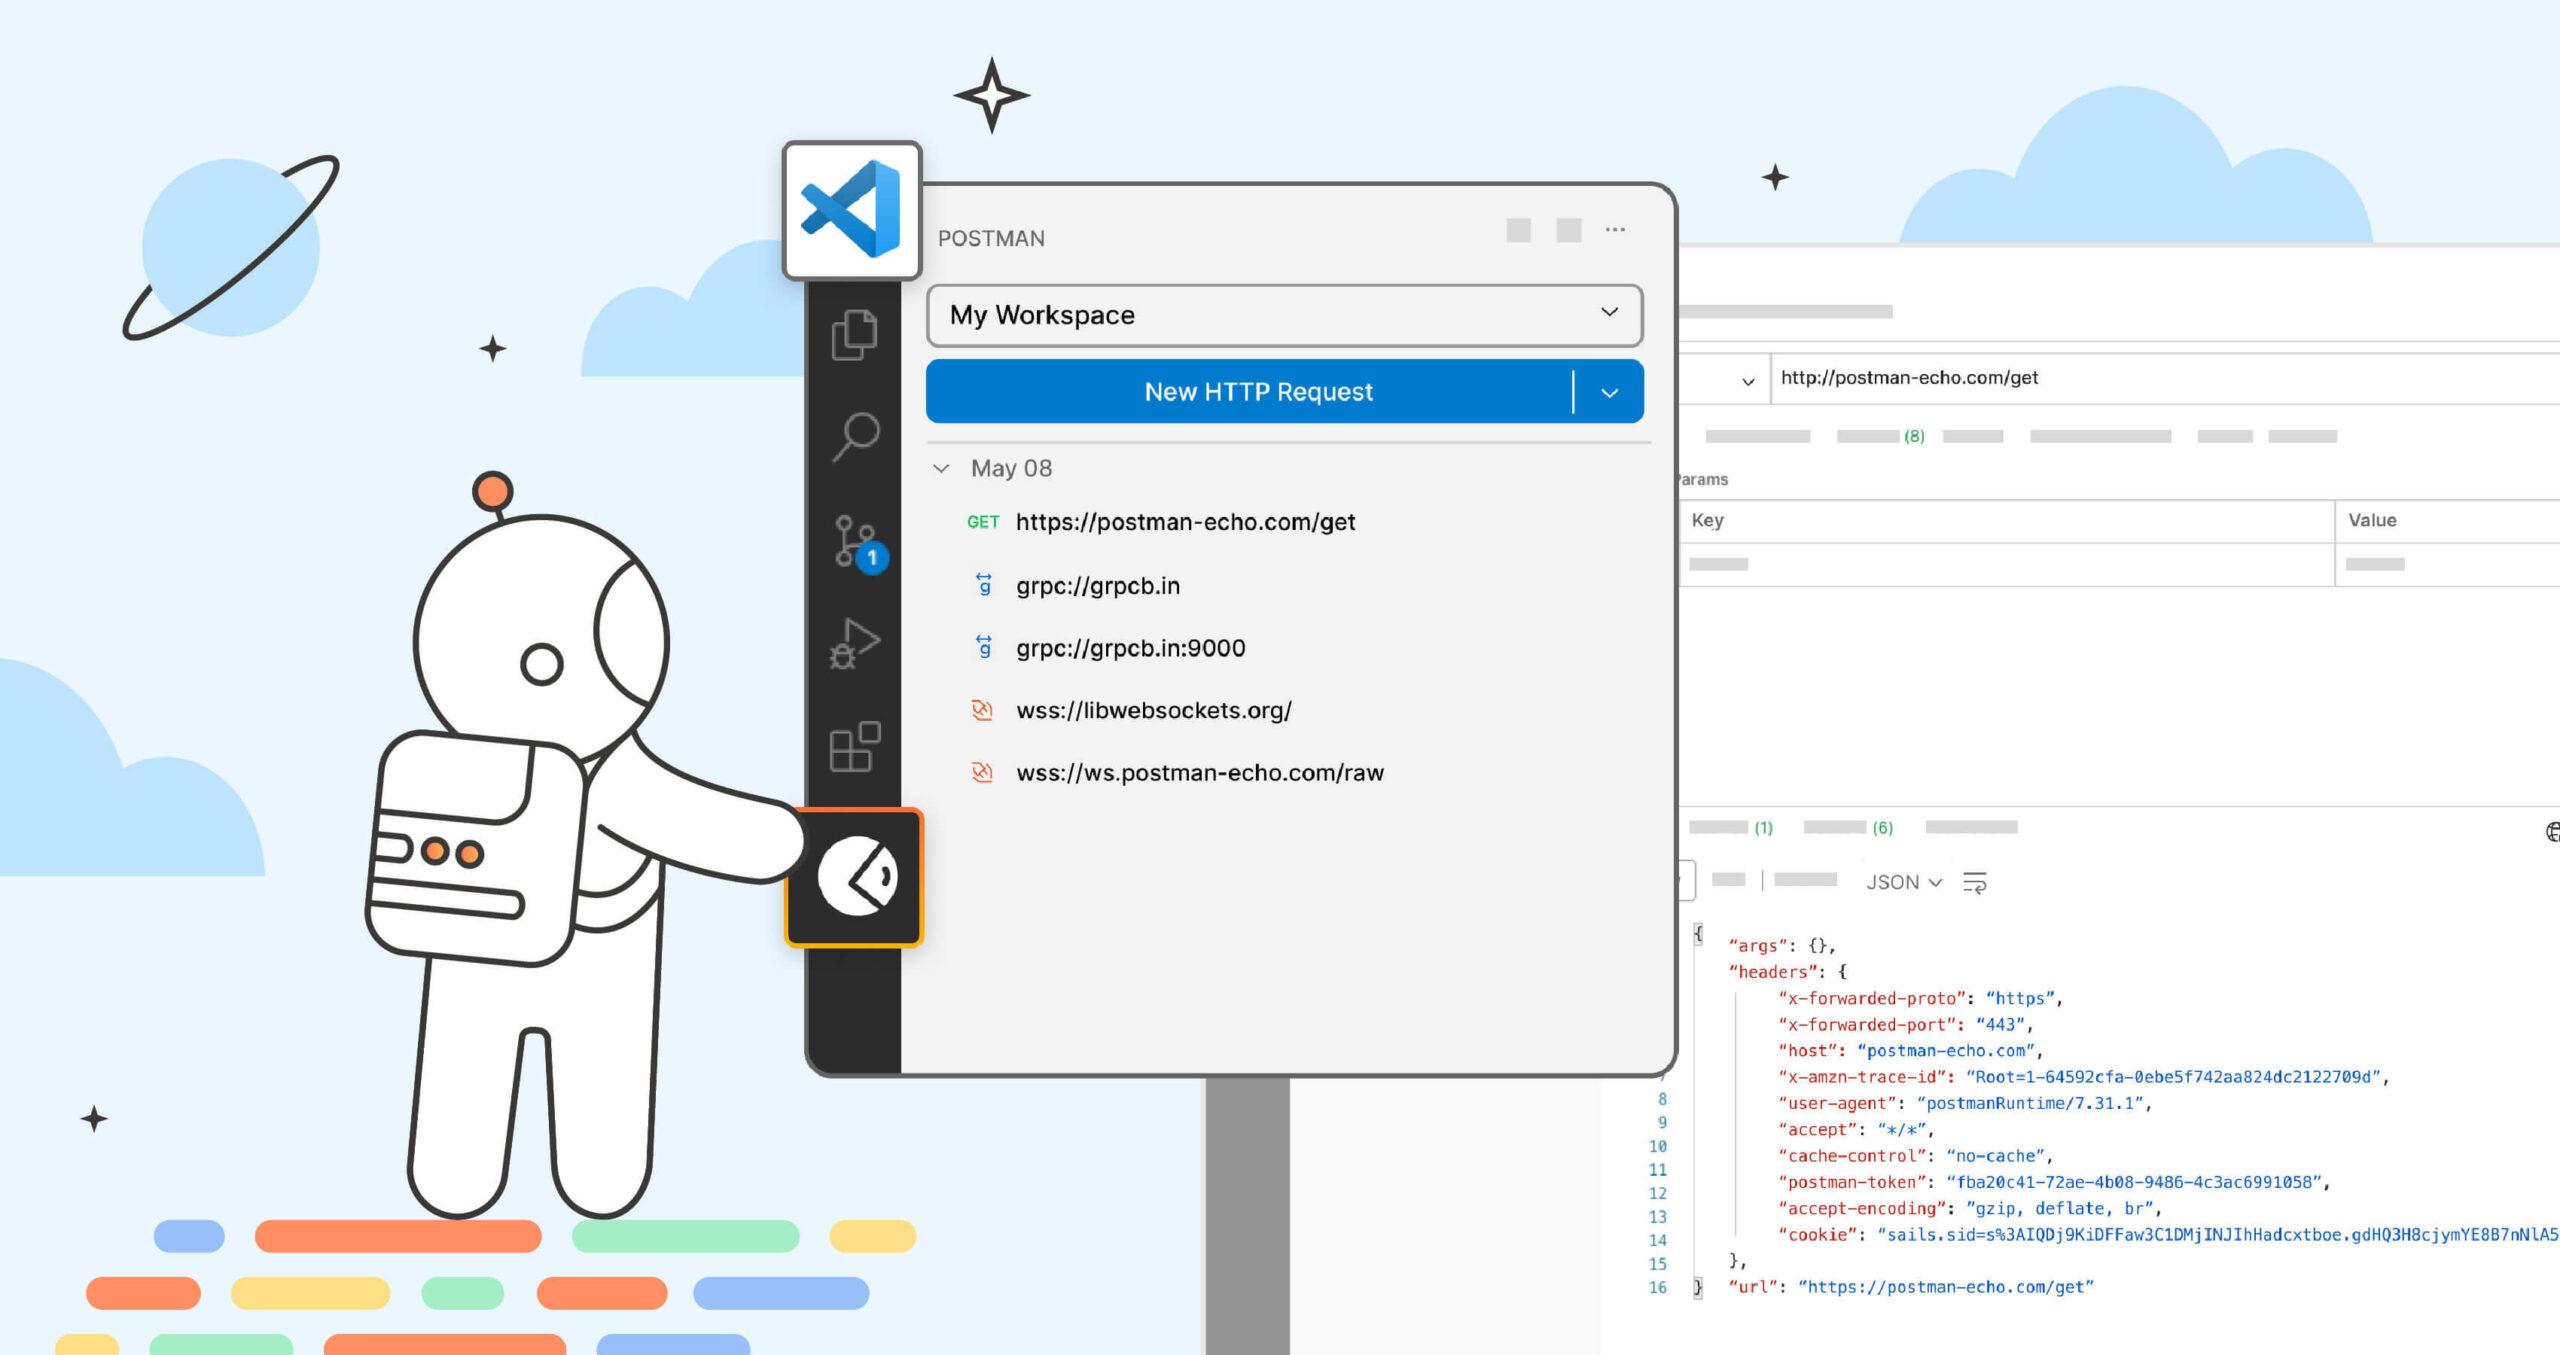 POSTMAN
My Workspace
New HTTP Request
May 08
GET https://postman-echo.com/get
grpc://grpcb.in
grpc://grpcb.in:9000
wss://libwebsockets.org/
wss://ws.postman-echo.com/raw
1
http://postman-echo.com/get
(8)
arams
Key Value
(1) (6)
JSON
{
“args”: {},
“headers”: {
“x-forwarded-proto”: “https”,
“x-forwarded-port”: “443”,
“host”: “postman-echo.com”,
“x-amzn-trace-id”: “Root=1-64592cfa-0ebe5f742aa824dc2122709d”,
8 “user-agent”: “postmanRuntime/7.31.1”,
9 “accept”: “*/*”,
10 “cache-control”: “no-cache”,
11 “postman-token”: “fba20c41-72ae-4b08-9486-4c3ac6991058”,
12 “accept-encoding”: ”gzip, deflate, br”,
13 “cookie”: “sails.sid=s%3AIQDj9KiDFFaw3C1DMjINJIhHadcxtboe.gdHQ3H8cjymYE8B7nNlA5
14
15 },
16 } “url”: “https://postman-echo.com/get”